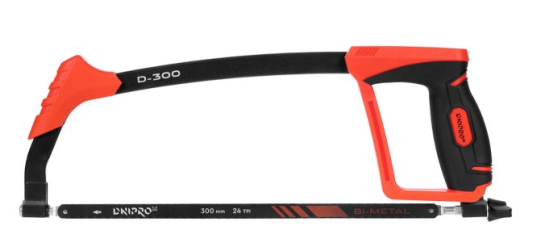 D-300
DNIPRO
DNIPRO M 300 mm 24 TPI BI-METAL